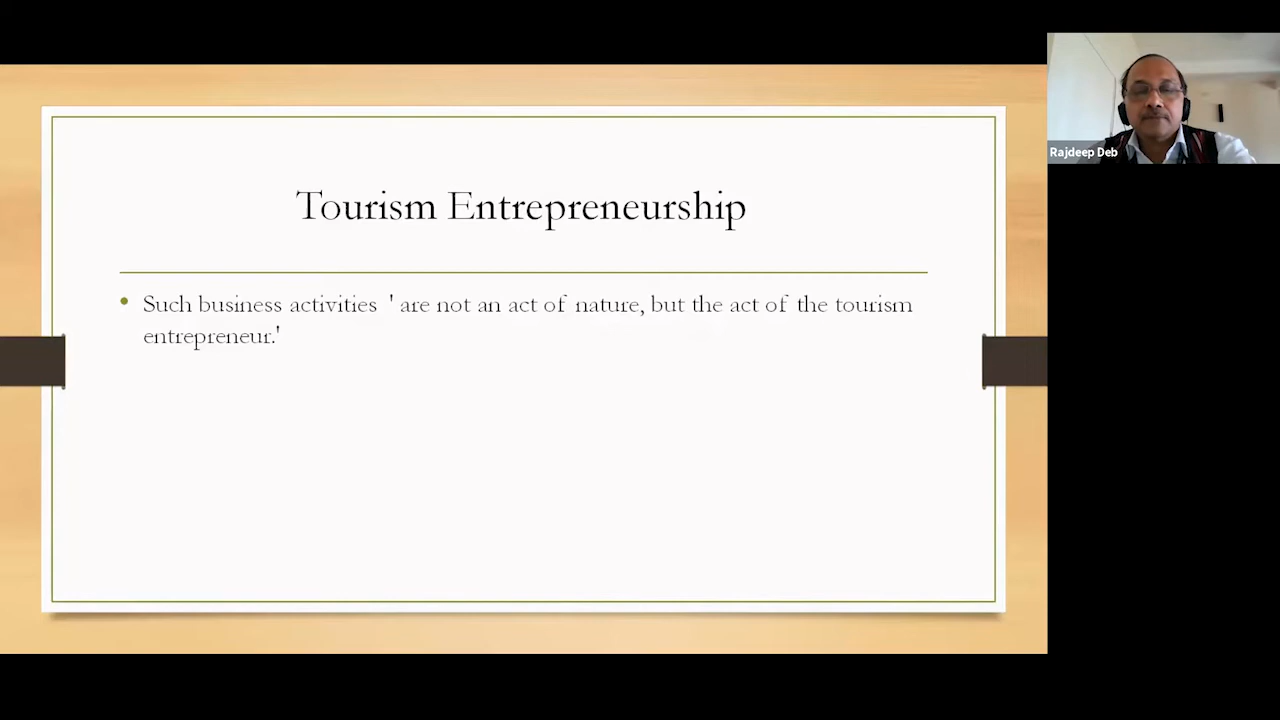 Tourism Entrepreneurship
• Such business activities ' are not an act of nature, but the act of the tourism
entrepreneur.'
Rajdeep Deb